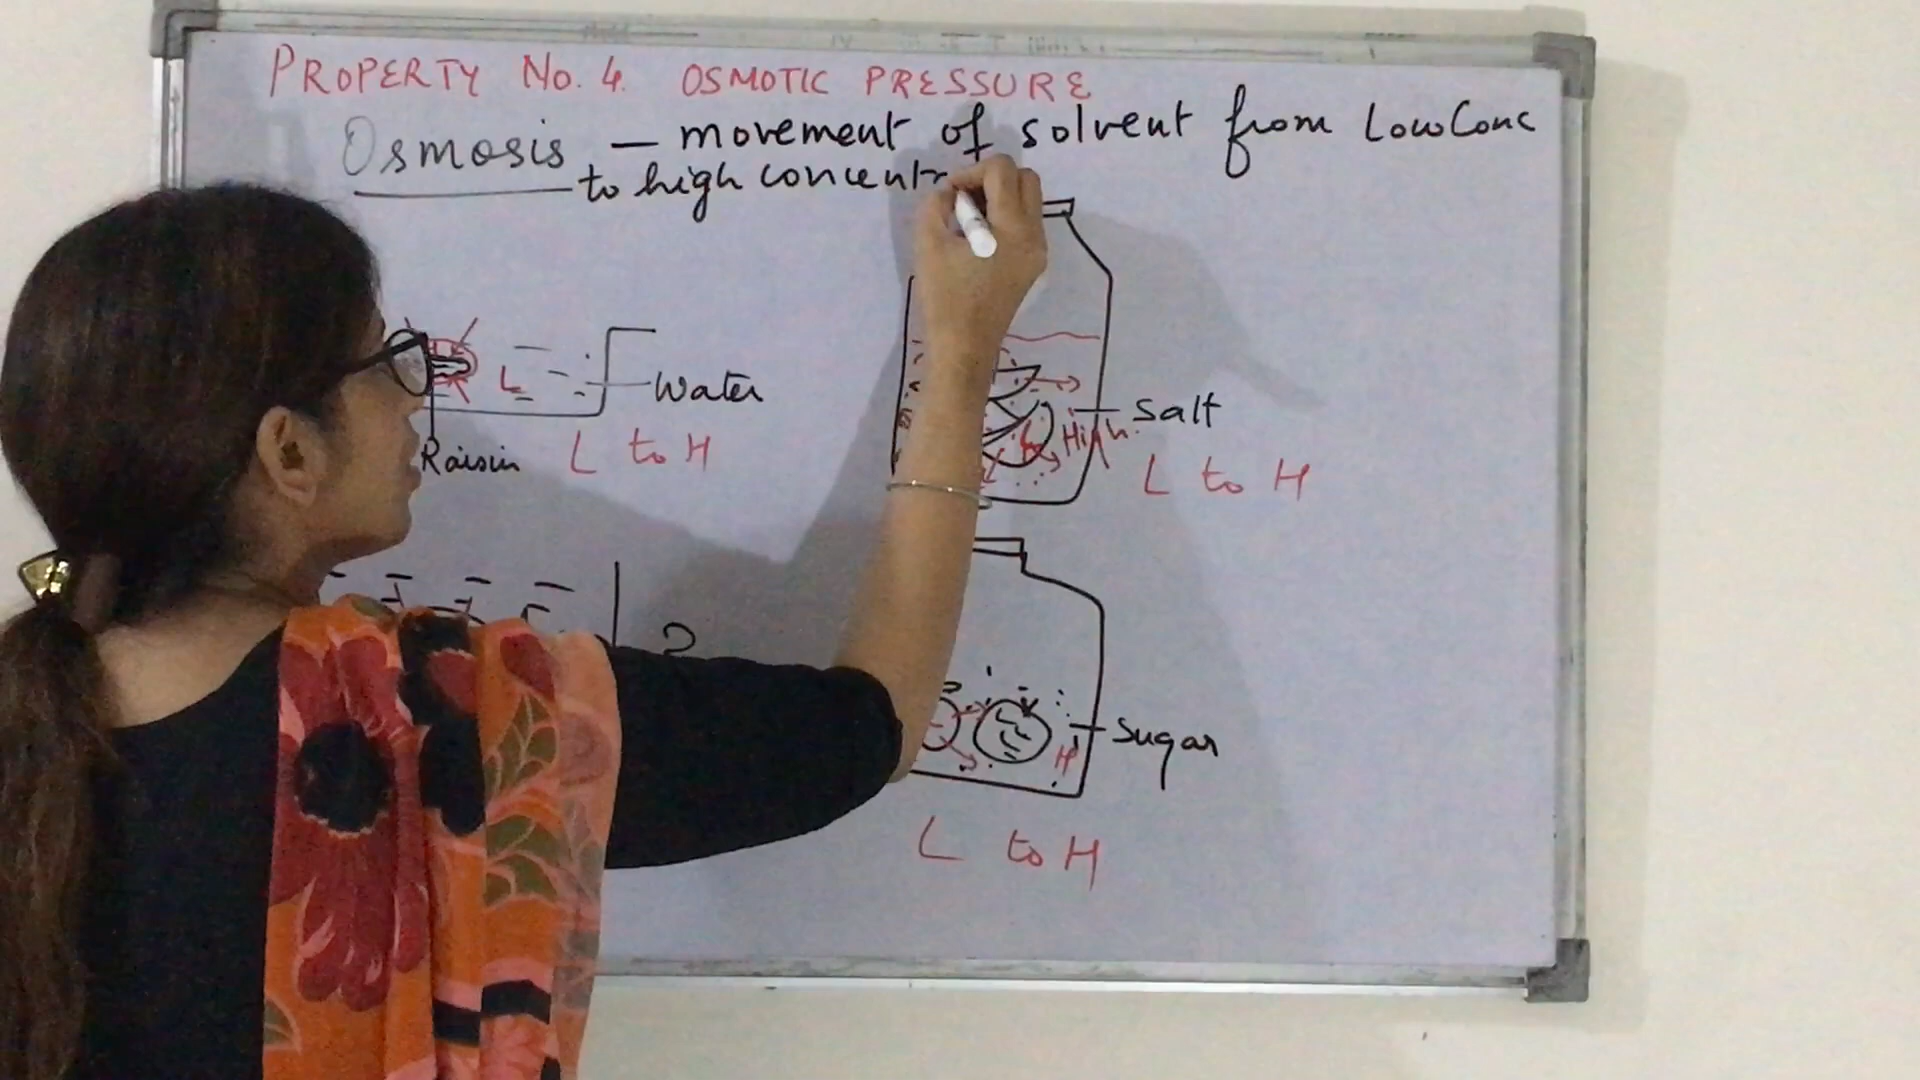 PROPERTY No. 4. OSMOTIC PRESSURE
Osmosis — movement of solvent from Low Conc
to high concentr
L
Water
Raisin
L to H
High
Salt
L to H
?
H
Sugar
L to H